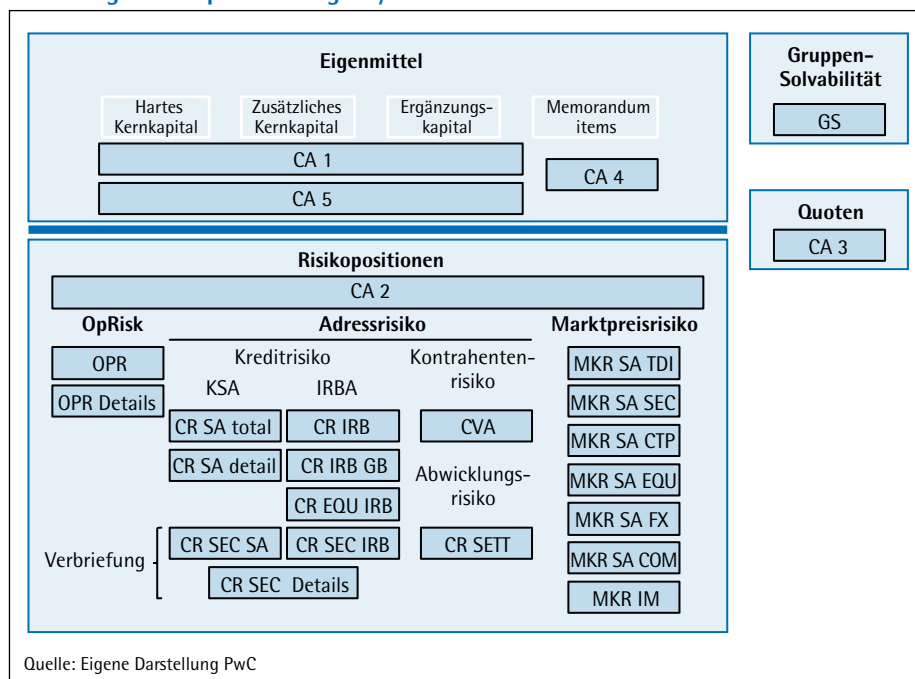 Eigenmittel
Hartes
Kernkapital
Zusätzliches
Kernkapital
Ergänzungs-
kapital
Memorandum
items
CA 1
CA 4
CA 5
Gruppen-
Solvabilität
GS
Quoten
CA 3
Risikopositionen
CA 2
OpRisk
OPR
OPR Details
Adressrisiko
Kreditrisiko
KSA
IRBA
CR SA total
CR IRB
CR SA detail
CR IRB GB
CR EQU IRB
Verbriefung
CR SEC SA
CR SEC IRB
CR SEC Details
Kontrahenten-
risiko
CVA
Abwicklungs-
risiko
CR SETT
Marktpreisrisiko
MKR SA TDI
MKR SA SEC
MKR SA CTP
MKR SA EQU
MKR SA FX
MKR SA COM
MKR IM
Quelle: Eigene Darstellung PwC